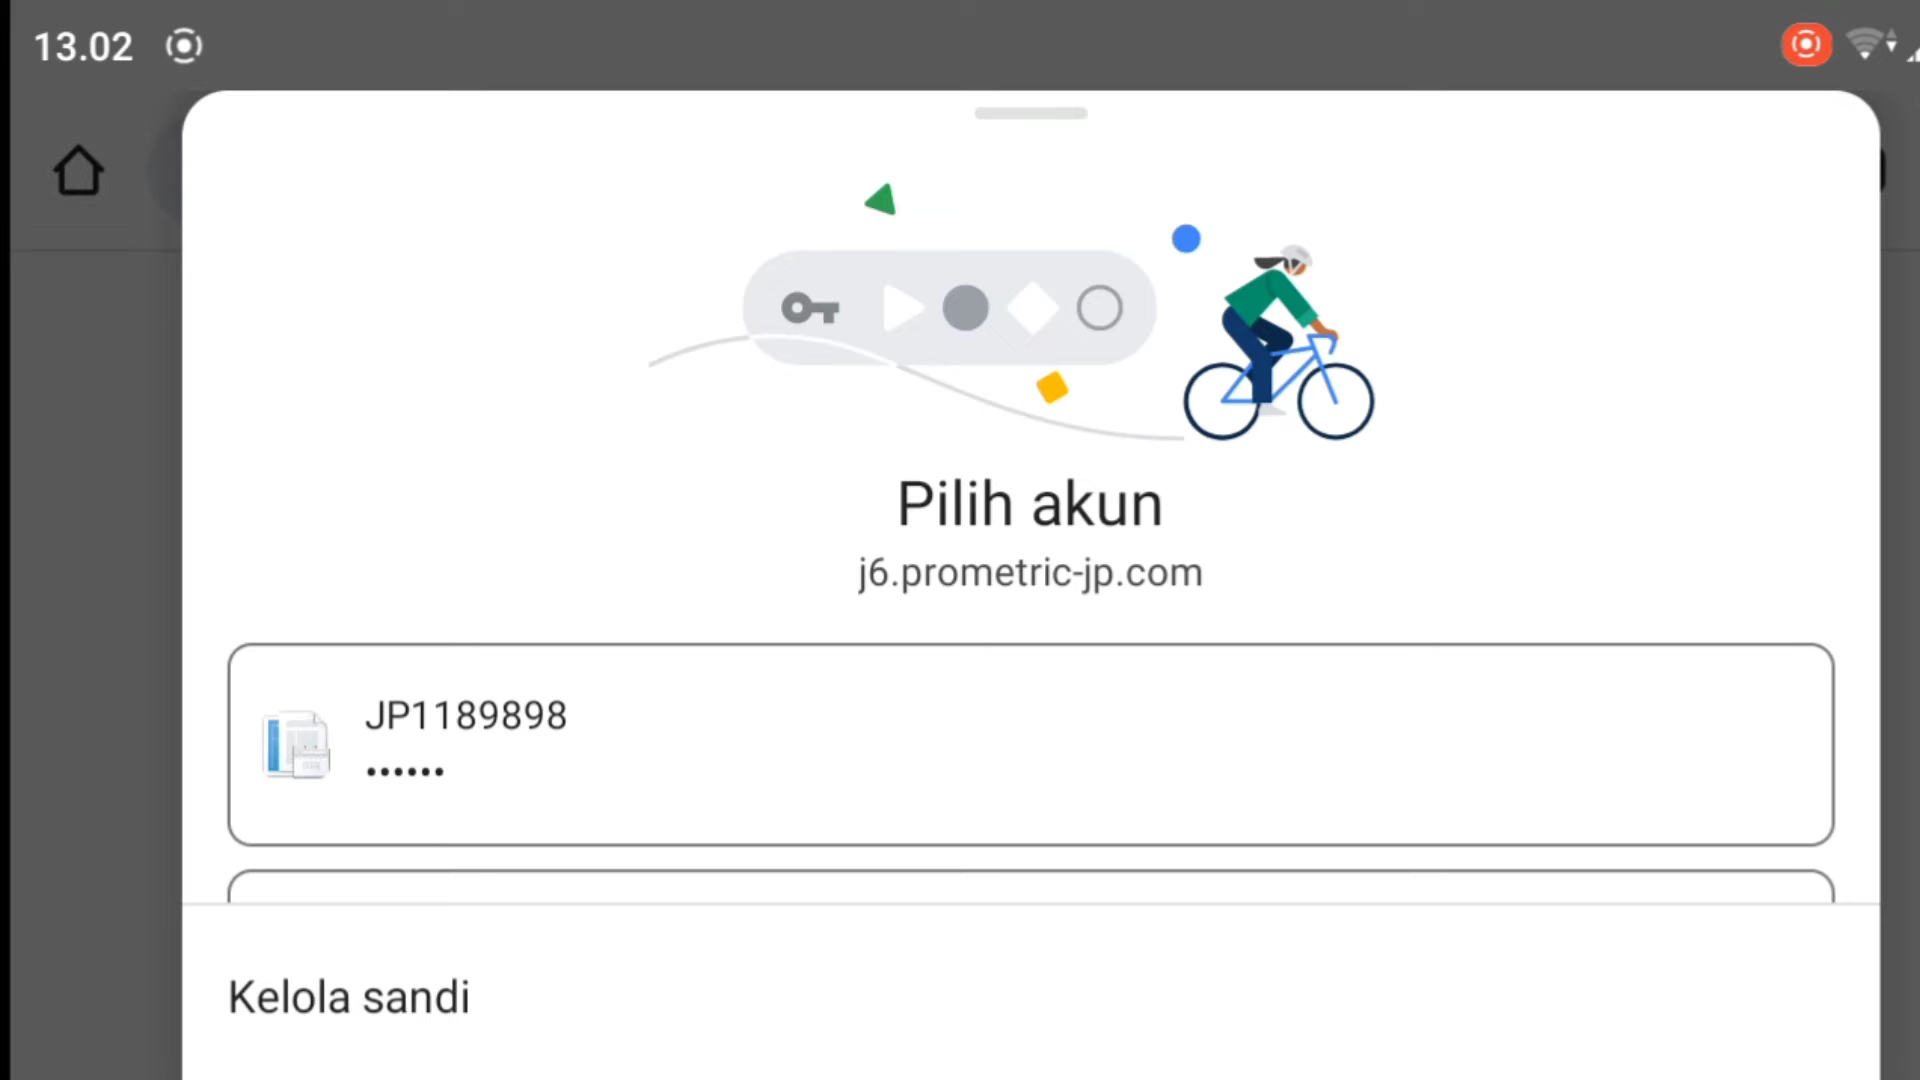 13.02
Pilih akun
j6.prometric-jp.com
JP1189898
••••••
Kelola sandi